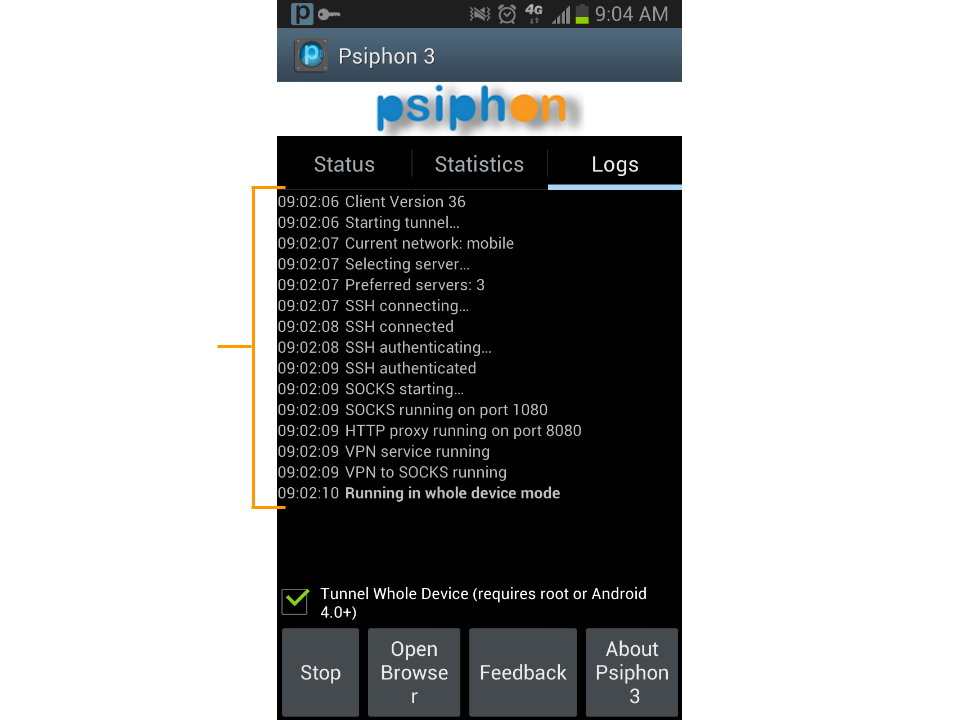 4G 9:04 AM
Psiphon 3
psiphon
Status Statistics Logs
09:02:06 Client Version 36
09:02:06 Starting tunnel...
09:02:07 Current network: mobile
09:02:07 Selecting server...
09:02:07 Preferred servers: 3
09:02:07 SSH connecting...
09:02:08 SSH connected
09:02:08 SSH authenticating...
09:02:09 SSH authenticated
09:02:09 SOCKS starting...
09:02:09 SOCKS running on port 1080
09:02:09 HTTP proxy running on port 8080
09:02:09 VPN service running
09:02:09 VPN to SOCKS running
09:02:10 Running in whole device mode
Tunnel Whole Device (requires root or Android
4.0+)
Stop
Open
Browse
r
Feedback
About
Psiphon
3